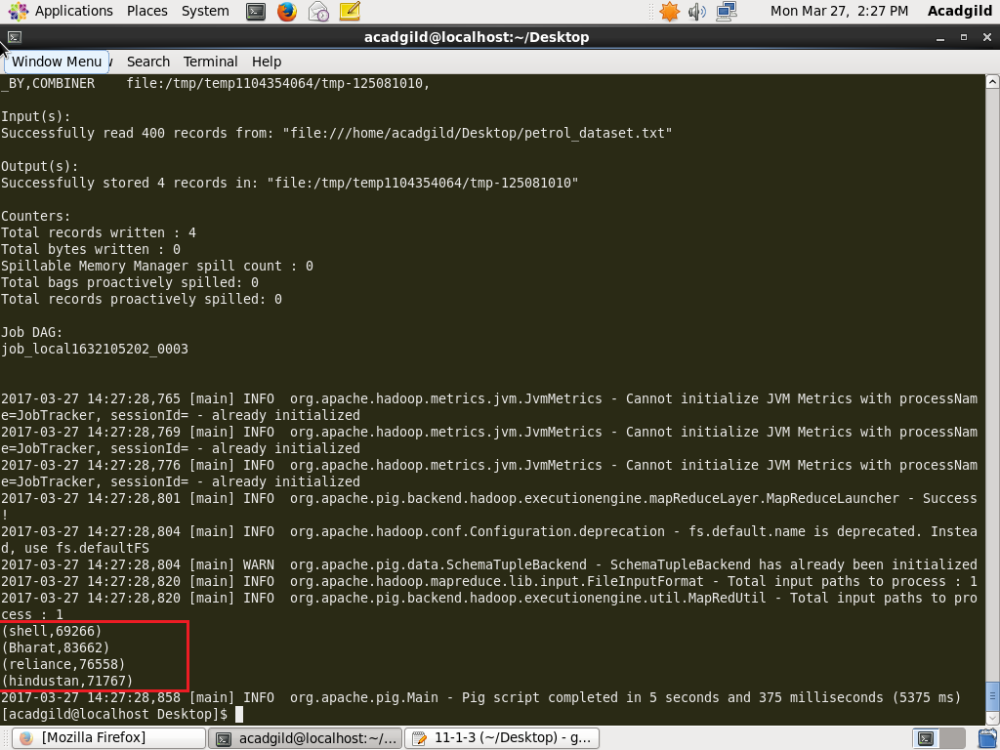 Applications Places System Mon Mar 27, 2:27 PM Acadgild
acadgild@localhost:~/Desktop
Window Menu Search Terminal Help
_BY,COMBINER    file:/tmp/temp1104354064/tmp-125081010,
Input(s):
Successfully read 400 records from: "file:///home/acadgild/Desktop/petrol_dataset.txt"
Output(s):
Successfully stored 4 records in: "file:/tmp/temp1104354064/tmp-125081010"
Counters:
Total records written : 4
Total bytes written : 0
Spillable Memory Manager spill count : 0
Total bags proactively spilled: 0
Total records proactively spilled: 0
Job DAG:
job_local1632105202_0003
2017-03-27 14:27:28,765 [main] INFO  org.apache.hadoop.metrics.jvm.JvmMetrics - Cannot initialize JVM Metrics with processNam
e=JobTracker, sessionId= - already initialized
2017-03-27 14:27:28,769 [main] INFO  org.apache.hadoop.metrics.jvm.JvmMetrics - Cannot initialize JVM Metrics with processNam
e=JobTracker, sessionId= - already initialized
2017-03-27 14:27:28,776 [main] INFO  org.apache.hadoop.metrics.jvm.JvmMetrics - Cannot initialize JVM Metrics with processNam
e=JobTracker, sessionId= - already initialized
2017-03-27 14:27:28,801 [main] INFO  org.apache.pig.backend.hadoop.executionengine.mapReduceLayer.MapReduceLauncher - Success
!
2017-03-27 14:27:28,804 [main] INFO  org.apache.hadoop.conf.Configuration.deprecation - fs.default.name is deprecated. Instea
d, use fs.defaultFS
2017-03-27 14:27:28,804 [main] WARN  org.apache.pig.data.SchemaTupleBackend - SchemaTupleBackend has already been initialized
2017-03-27 14:27:28,820 [main] INFO  org.apache.hadoop.mapreduce.lib.input.FileInputFormat - Total input paths to process : 1
2017-03-27 14:27:28,820 [main] INFO  org.apache.pig.backend.hadoop.executionengine.util.MapRedUtil - Total input paths to pro
cess : 1
(shell,69266)
(Bharat,83662)
(reliance,76558)
(hindustan,71767)
2017-03-27 14:27:28,858 [main] INFO  org.apache.pig.Main - Pig script completed in 5 seconds and 375 milliseconds (5375 ms)
[acadgild@localhost Desktop]$
[Mozilla Firefox] acadgild@localhost:~/... 11-1-3 (~/Desktop) - g...